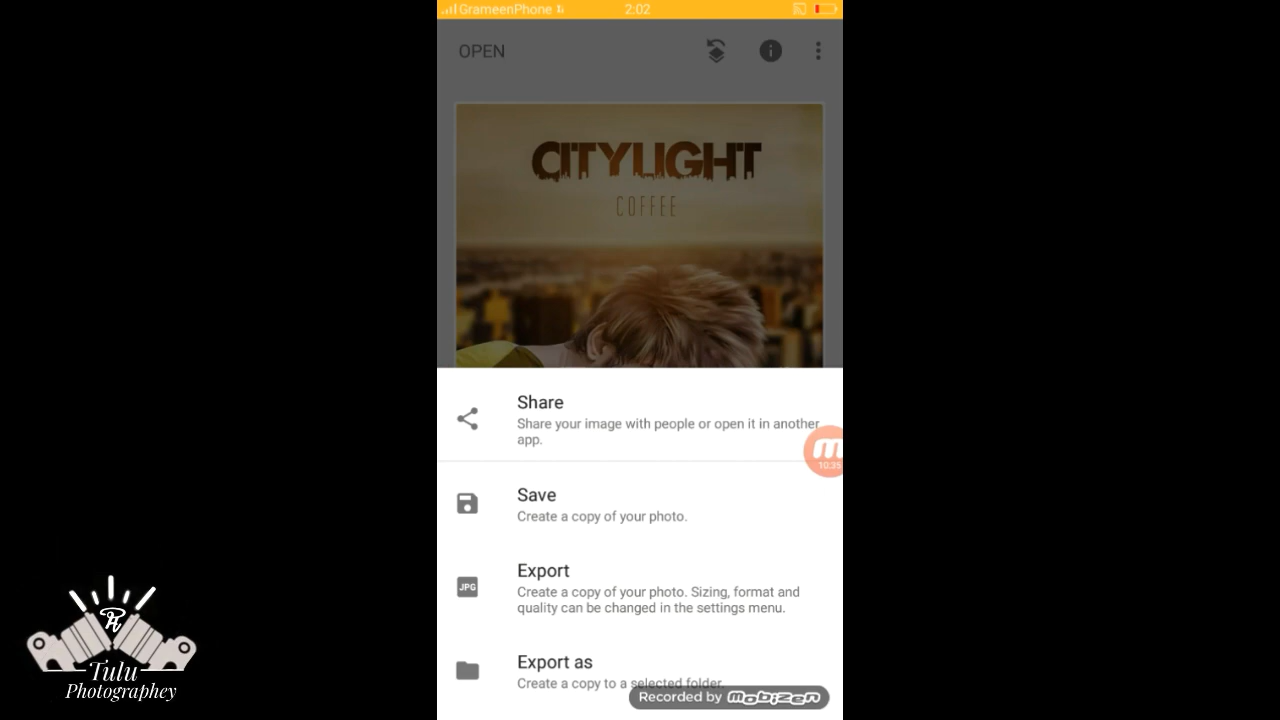 GrameenPhone
2:02
OPEN
CITYLIGHT
COFFEE
Share
Share your image with people or open it in another
app.
10:35
Save
Create a copy of your photo.
JPG
Export
Create a copy of your photo. Sizing, format and
quality can be changed in the settings menu.
Export as
Create a copy to a selected folder.
Recorded by mobizen
Tulu
Photographey